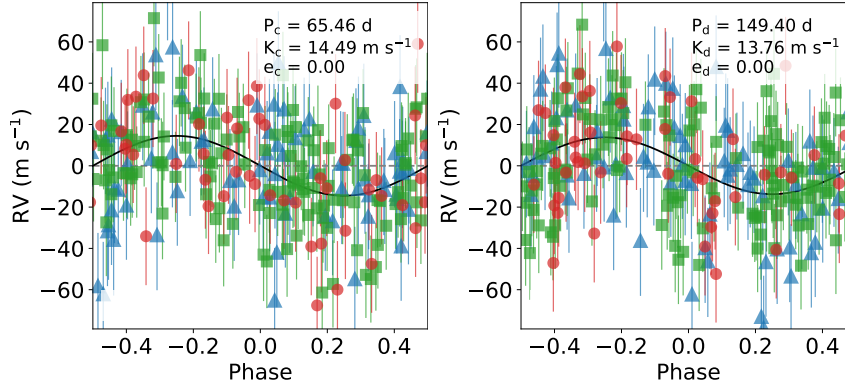 P_c = 65.46 d
K_c = 14.49 m s⁻¹
e_c = 0.00
RV (m s⁻¹)
60
40
20
0
−20
−40
−60
−0.4
−0.2
0.0
0.2
0.4
Phase
P_d = 149.40 d
K_d = 13.76 m s⁻¹
e_d = 0.00
RV (m s⁻¹)
60
40
20
0
−20
−40
−60
−0.4
−0.2
0.0
0.2
0.4
Phase